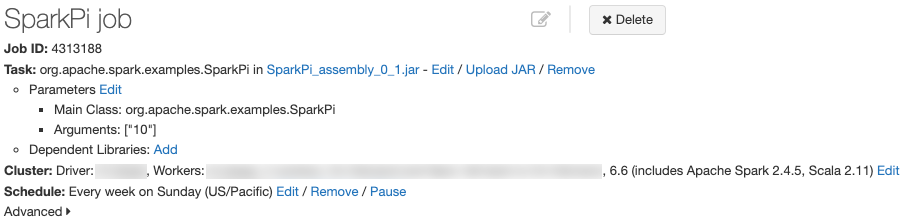 SparkPi job
✖ Delete
Job ID: 4313188
Task: org.apache.spark.examples.SparkPi in SparkPi_assembly_0_1.jar - Edit / Upload JAR / Remove
Parameters Edit
Main Class: org.apache.spark.examples.SparkPi
Arguments: ["10"]
Dependent Libraries: Add
Cluster: Driver: , Workers: , 6.6 (includes Apache Spark 2.4.5, Scala 2.11) Edit
Schedule: Every week on Sunday (US/Pacific) Edit / Remove / Pause
Advanced